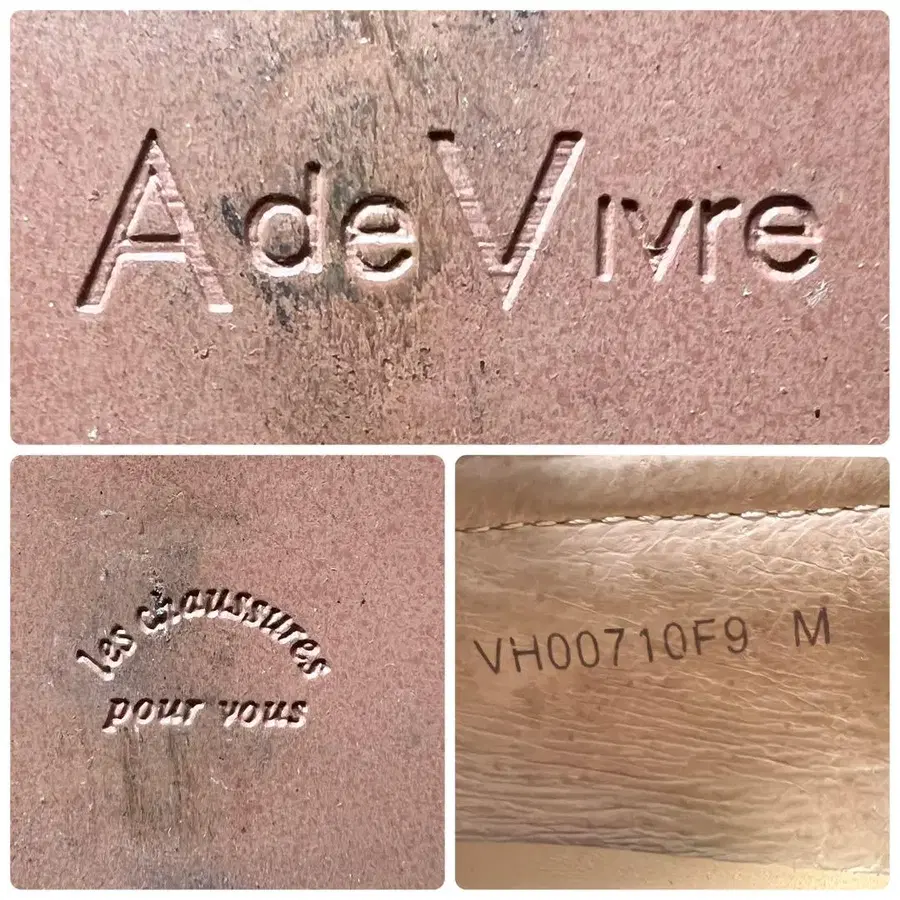 AdeVivre
les chaussures
pour vous
VH00710F9 M